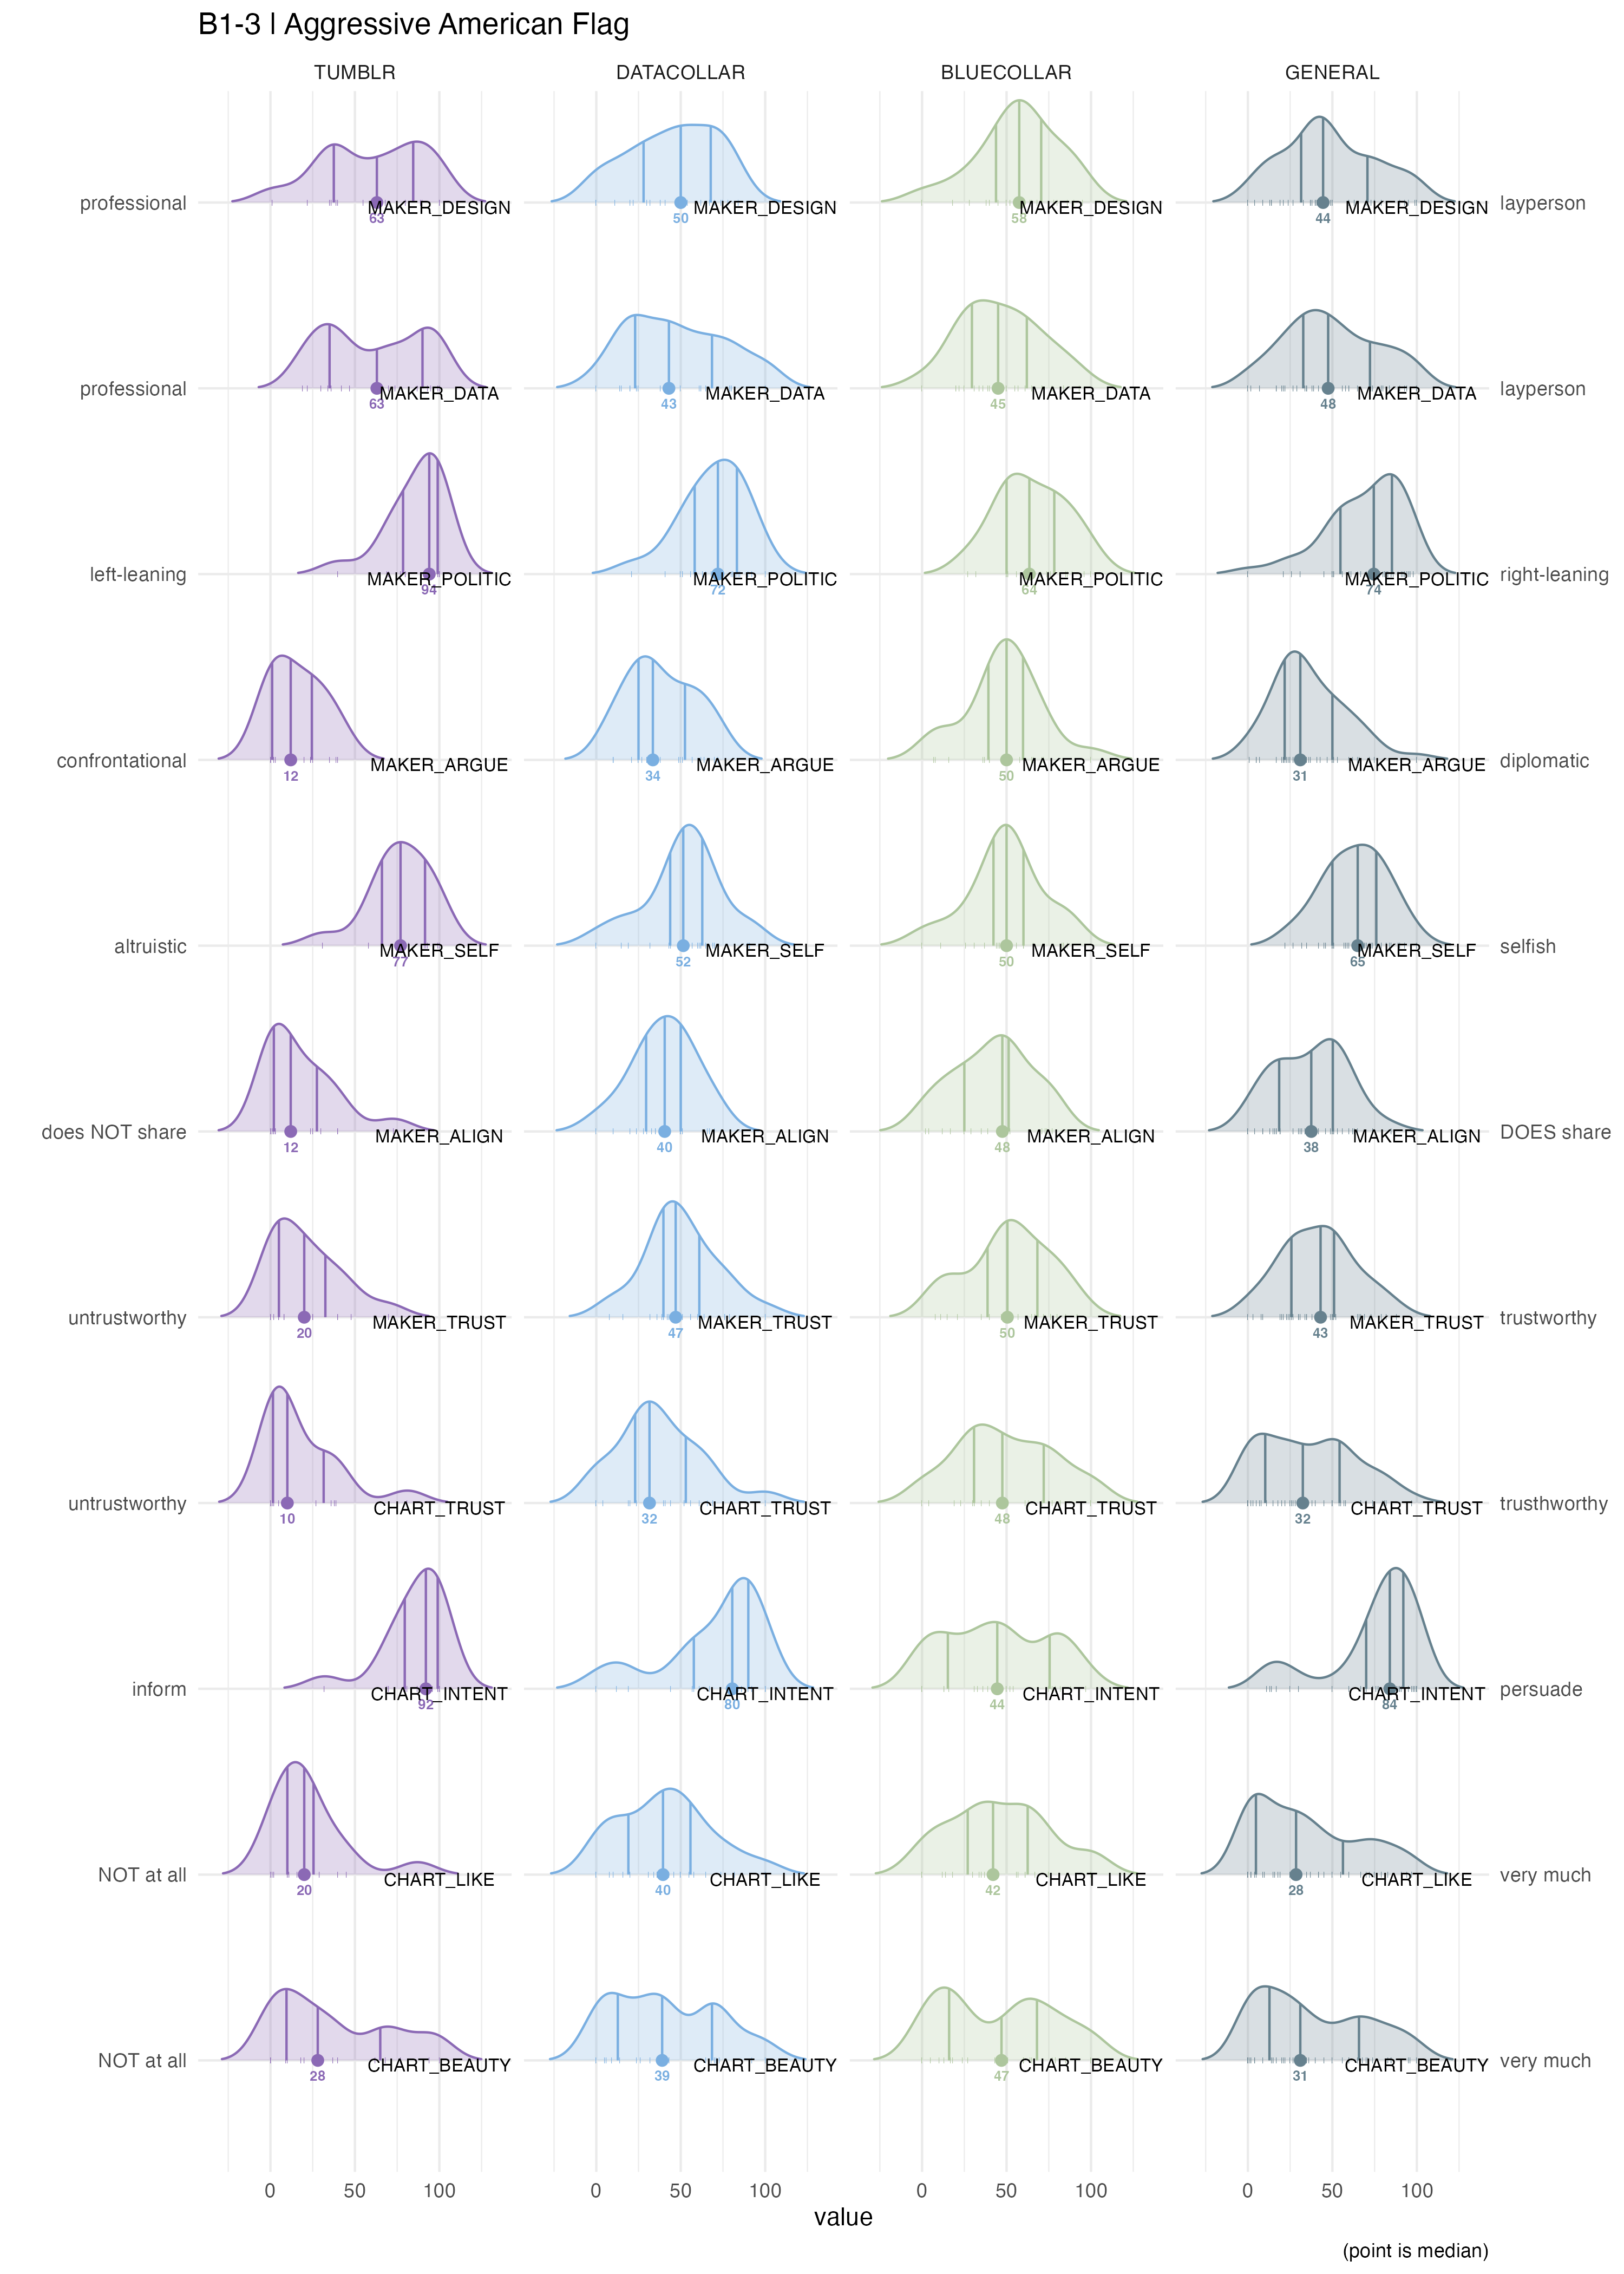 B1-3 | Aggressive American Flag
TUMBLR DATACOLLAR BLUECOLLAR GENERAL
professional MAKER_DESIGN MAKER_DESIGN MAKER_DESIGN MAKER_DESIGN layperson
63 50 58 44
professional MAKER_DATA MAKER_DATA MAKER_DATA MAKER_DATA layperson
63 43 45 48
left-leaning MAKER_POLITIC MAKER_POLITIC MAKER_POLITIC MAKER_POLITIC right-leaning
94 72 64 74
confrontational MAKER_ARGUE MAKER_ARGUE MAKER_ARGUE MAKER_ARGUE diplomatic
12 34 50 31
altruistic MAKER_SELF MAKER_SELF MAKER_SELF MAKER_SELF selfish
77 52 50 65
does NOT share MAKER_ALIGN MAKER_ALIGN MAKER_ALIGN MAKER_ALIGN DOES share
12 40 48 38
untrustworthy MAKER_TRUST MAKER_TRUST MAKER_TRUST MAKER_TRUST trustworthy
20 47 50 43
untrustworthy CHART_TRUST CHART_TRUST CHART_TRUST CHART_TRUST trusthworthy
10 32 48 32
inform CHART_INTENT CHART_INTENT CHART_INTENT CHART_INTENT persuade
92 80 44 84
NOT at all CHART_LIKE CHART_LIKE CHART_LIKE CHART_LIKE very much
20 40 42 28
NOT at all CHART_BEAUTY CHART_BEAUTY CHART_BEAUTY CHART_BEAUTY very much
28 39 47 31
0 50 100 0 50 100 0 50 100 0 50 100
value
(point is median)